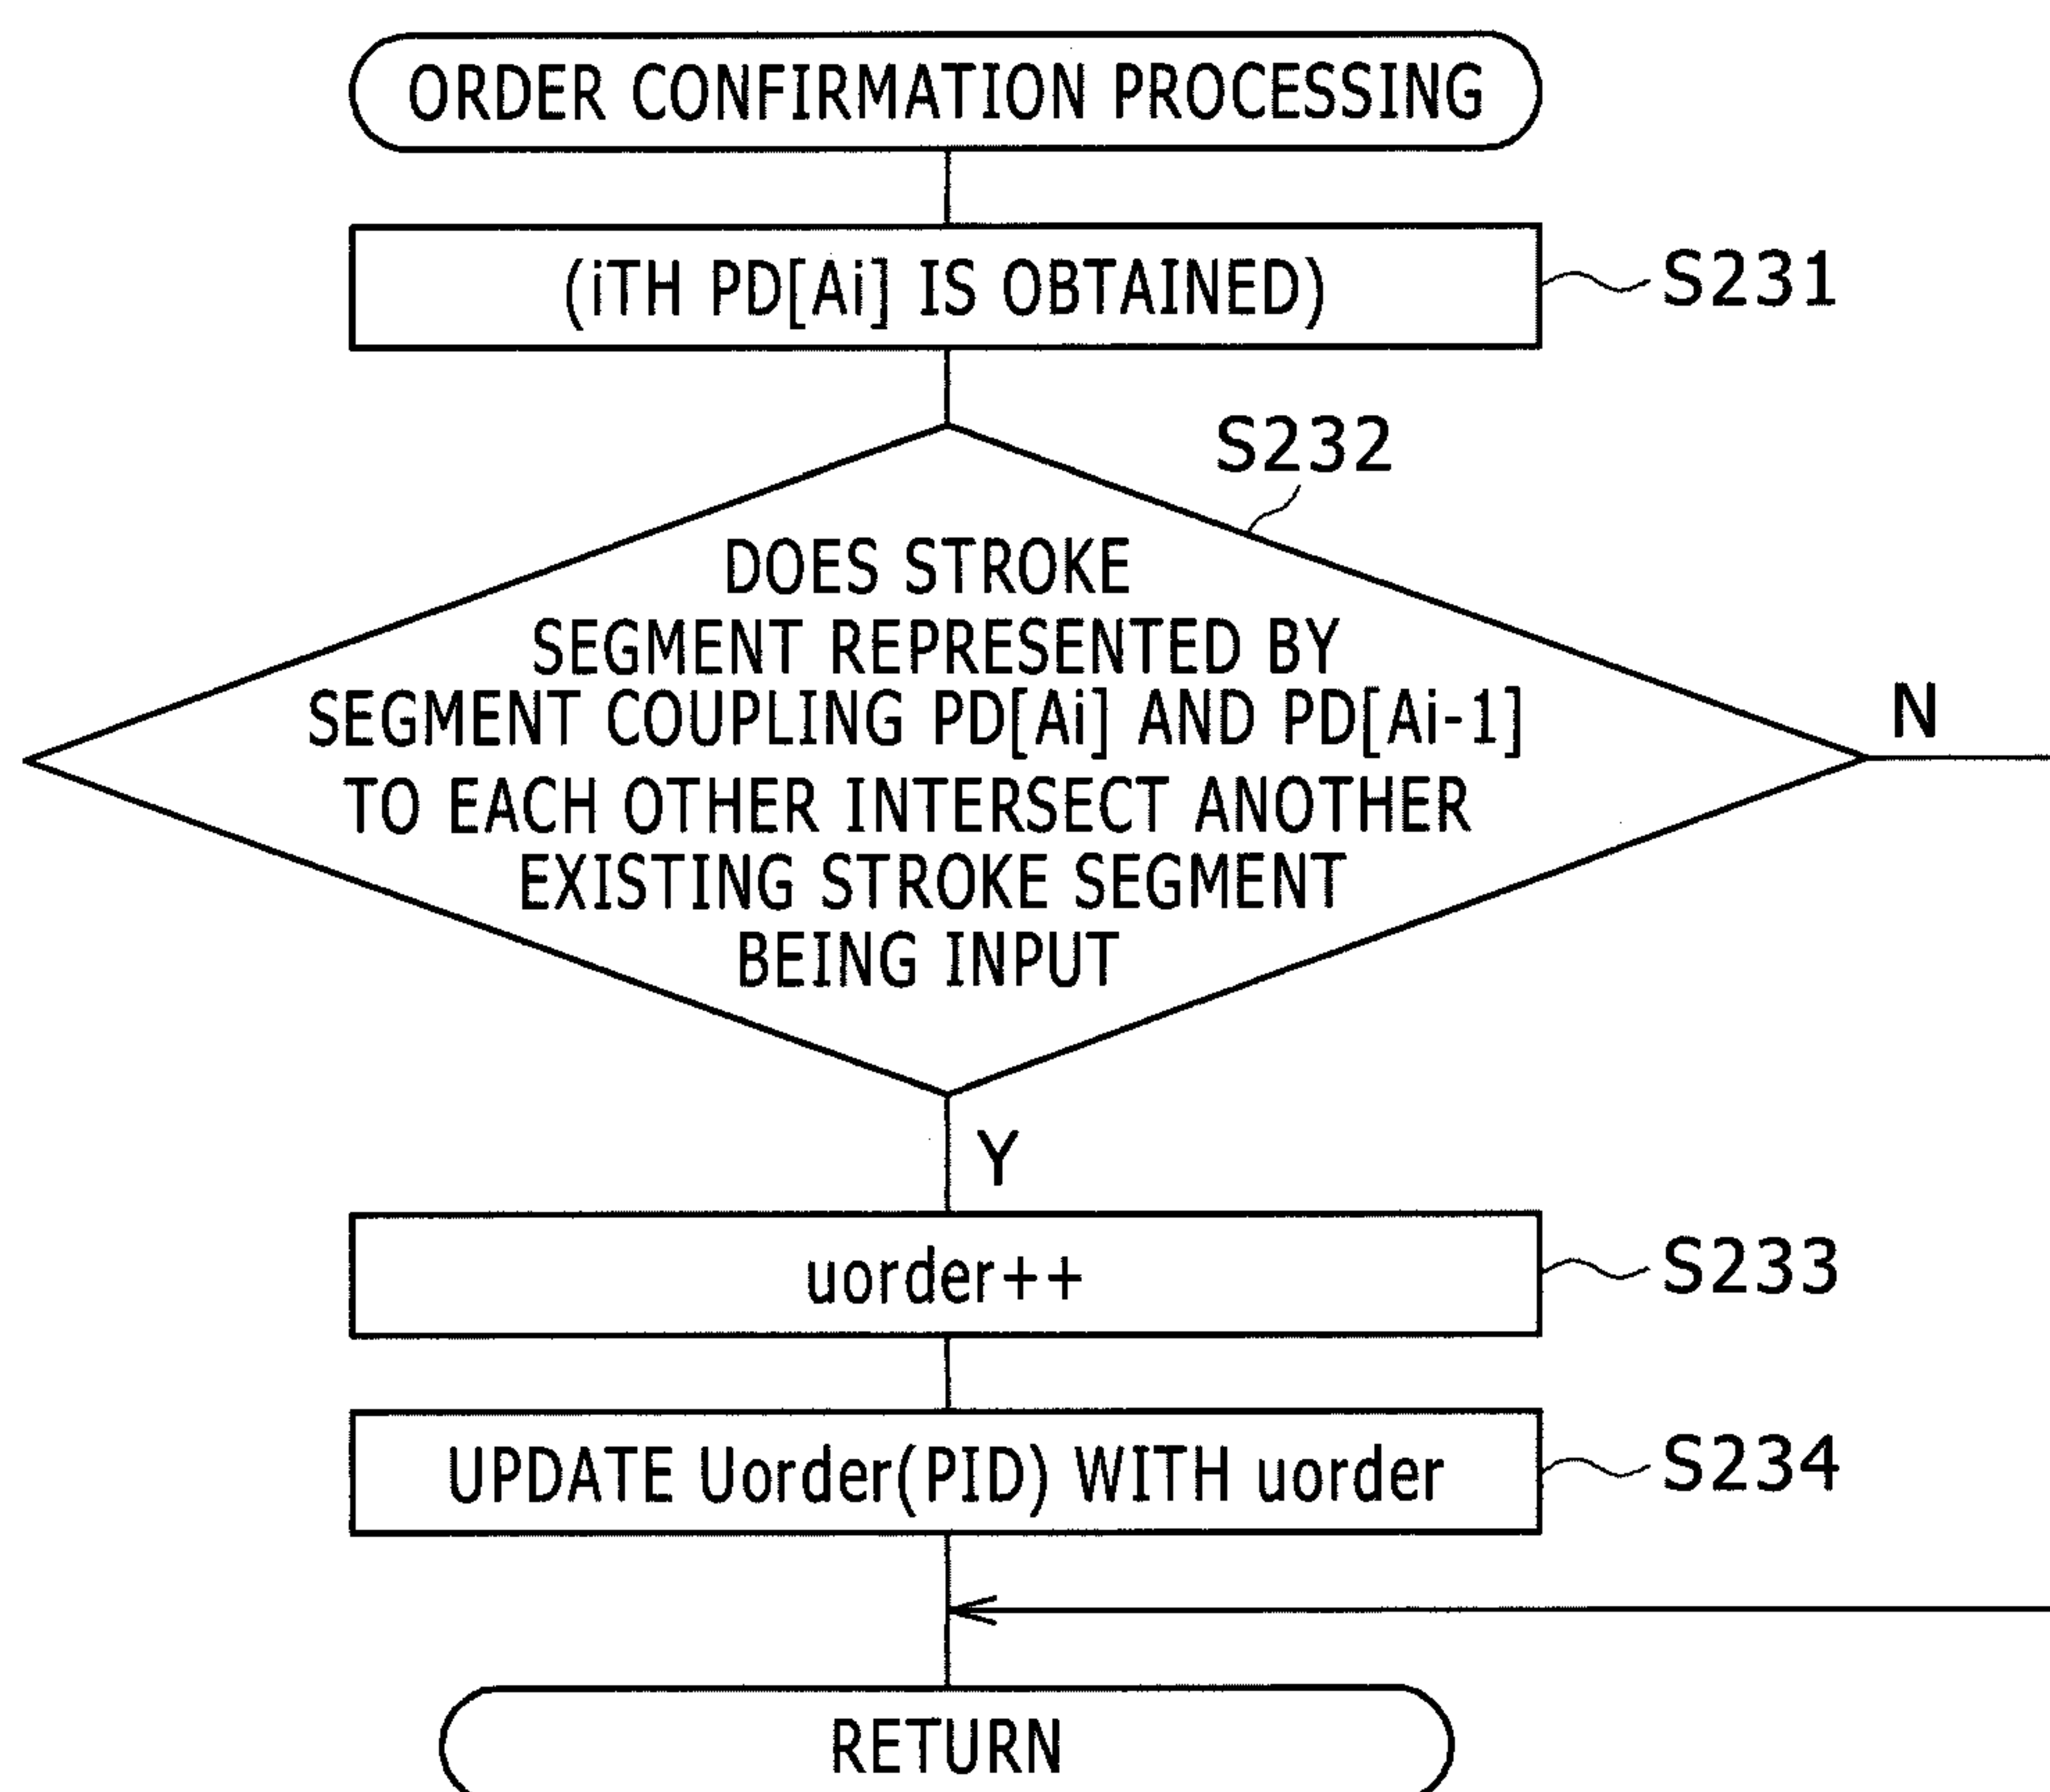 ORDER CONFIRMATION PROCESSING
(iTH PD[Ai] IS OBTAINED)
S231
S232
DOES STROKE
SEGMENT REPRESENTED BY
SEGMENT COUPLING PD[Ai] AND PD[Ai-1]
TO EACH OTHER INTERSECT ANOTHER
EXISTING STROKE SEGMENT
BEING INPUT
N
Y
uorder++
S233
UPDATE Uorder(PID) WITH uorder
S234
RETURN